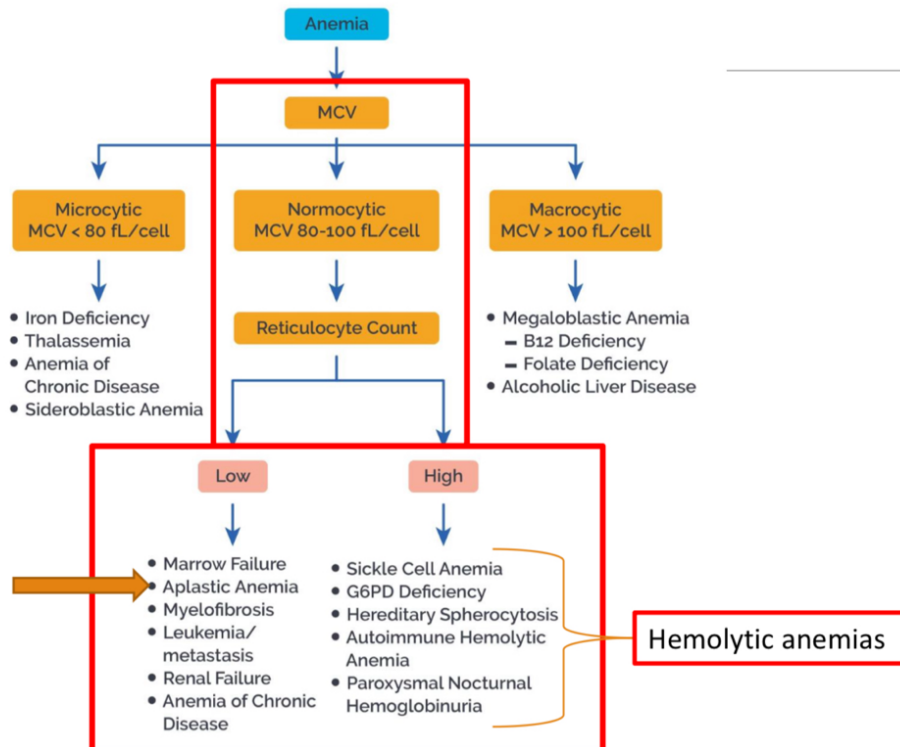 Anemia
MCV
Microcytic
MCV < 80 fL/cell
Normocytic
MCV 80-100 fL/cell
Macrocytic
MCV > 100 fL/cell
• Iron Deficiency
• Thalassemia
• Anemia of
Chronic Disease
• Sideroblastic Anemia
Reticulocyte Count
• Megaloblastic Anemia
– B12 Deficiency
– Folate Deficiency
• Alcoholic Liver Disease
Low
High
• Marrow Failure
• Aplastic Anemia
• Myelofibrosis
• Leukemia/
metastasis
• Renal Failure
• Anemia of Chronic
Disease
• Sickle Cell Anemia
• G6PD Deficiency
• Hereditary Spherocytosis
• Autoimmune Hemolytic
Anemia
• Paroxysmal Nocturnal
Hemoglobinuria
Hemolytic anemias